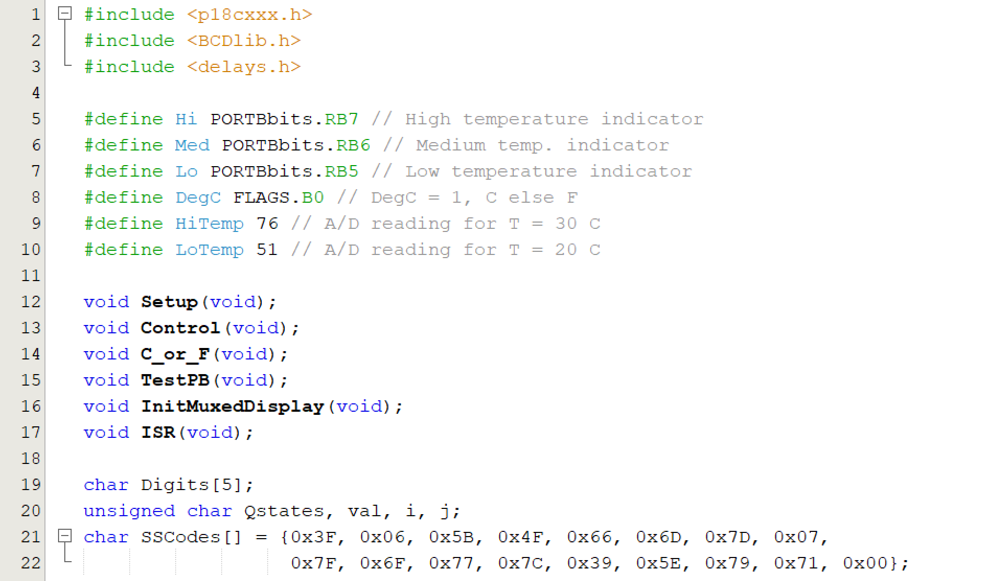 1 #include <p18cxxx.h>
2 #include <BCDlib.h>
3 #include <delays.h>
4
5 #define Hi PORTBbits.RB7 // High temperature indicator
6 #define Med PORTBbits.RB6 // Medium temp. indicator
7 #define Lo PORTBbits.RB5 // Low temperature indicator
8 #define DegC FLAGS.B0 // DegC = 1, C else F
9 #define HiTemp 76 // A/D reading for T = 30 C
10 #define LoTemp 51 // A/D reading for T = 20 C
11
12 void Setup(void);
13 void Control(void);
14 void C_or_F(void);
15 void TestPB(void);
16 void InitMuxedDisplay(void);
17 void ISR(void);
18
19 char Digits[5];
20 unsigned char Qstates, val, i, j;
21 char SSCodes[] = {0x3F, 0x06, 0x5B, 0x4F, 0x66, 0x6D, 0x7D, 0x07,
22 0x7F, 0x6F, 0x77, 0x7C, 0x39, 0x5E, 0x79, 0x71, 0x00};